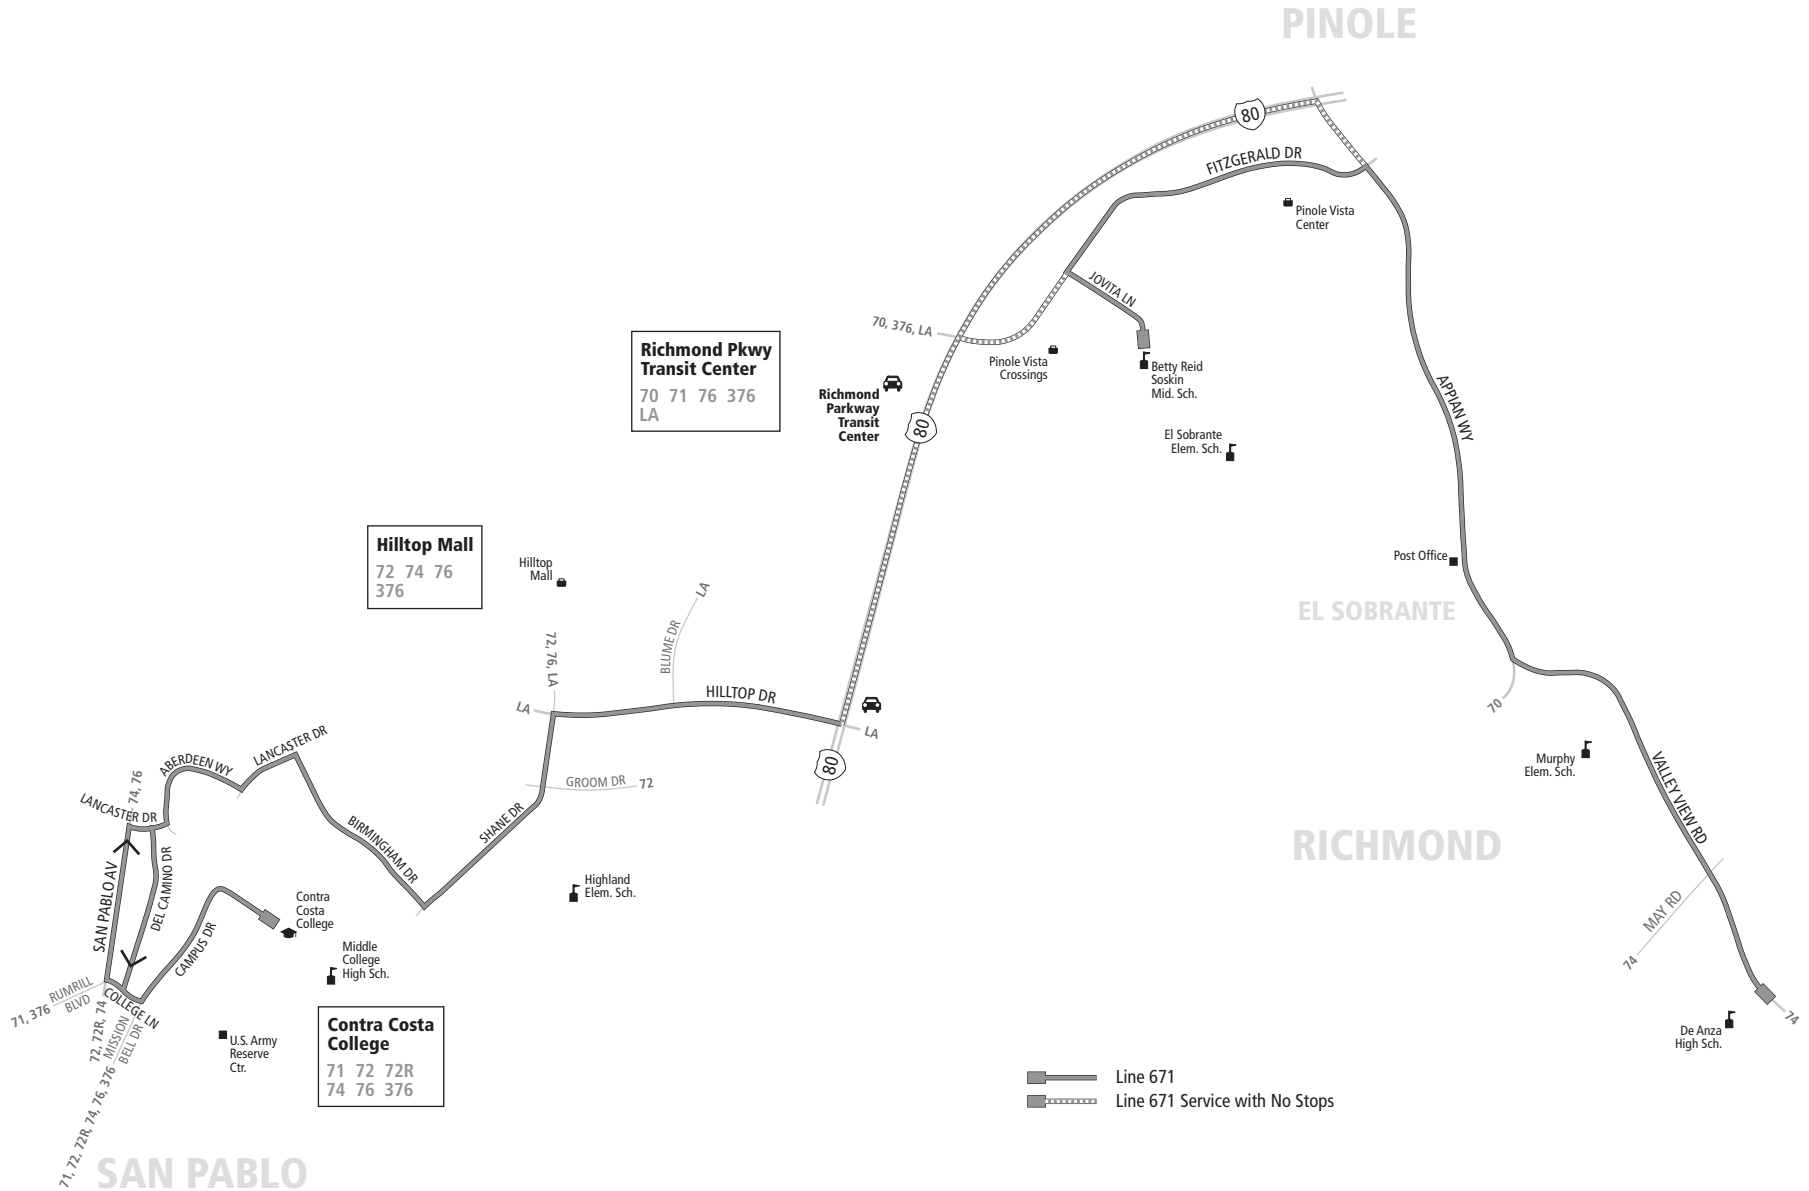 PINOLE
80
FITZGERALD DR
Pinole Vista
Center
JOVITA LN
70, 376, LA
Richmond Pkwy
Transit Center
70 71 76 376
LA
Pinole Vista
Crossings
Betty Reid
Soskin
Mid. Sch.
Richmond
Parkway
Transit
Center
80
APPIAN WY
El Sobrante
Elem. Sch.
Hilltop Mall
72 74 76
376
Hilltop
Mall
Post Office
LA
EL SOBRANTE
BLUME DR
72, 76, LA
HILLTOP DR
LA
LA
70
80
Murphy
Elem. Sch.
VALLEY VIEW RD
LANCASTER DR
ABERDEEN WY
74, 76
LANCASTER DR
GROOM DR
72
SHANE DR
BIRMINGHAM DR
RICHMOND
SAN PABLO AV
DEL CAMINO DR
CAMPUS DR
Contra
Costa
College
Highland
Elem. Sch.
MAY RD
74
Middle
College
High Sch.
71, 376
RUMRILL
BLVD
COLLEGE LN
72, 72R, 74
MISSION
BELL DR
71, 72, 72R, 74, 76, 376
U.S. Army
Reserve
Ctr.
Contra Costa
College
71 72 72R
74 76 376
74
De Anza
High Sch.
Line 671
Line 671 Service with No Stops
SAN PABLO